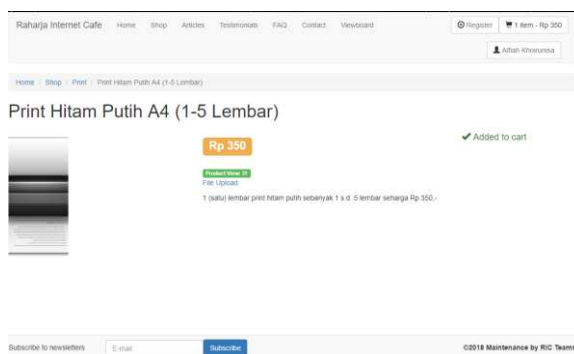 Raharja Internet Cafe Home Shop Articles Testimonials FAQ Contact Viewboard Register 1 item - Rp 350
Aftah Khoirunisa
Home / Shop / Print / Print Hitam Putih A4 (1-5 Lembar)
Print Hitam Putih A4 (1-5 Lembar)
Rp 350
Added to cart
Product View 31
File Upload
1 (satu) lembar print hitam putih sebanyak 1 s.d 5 lembar seharga Rp 350,-
Subscribe to newsletters E-mail Subscribe ©2018 Maintenance by RIC Teams